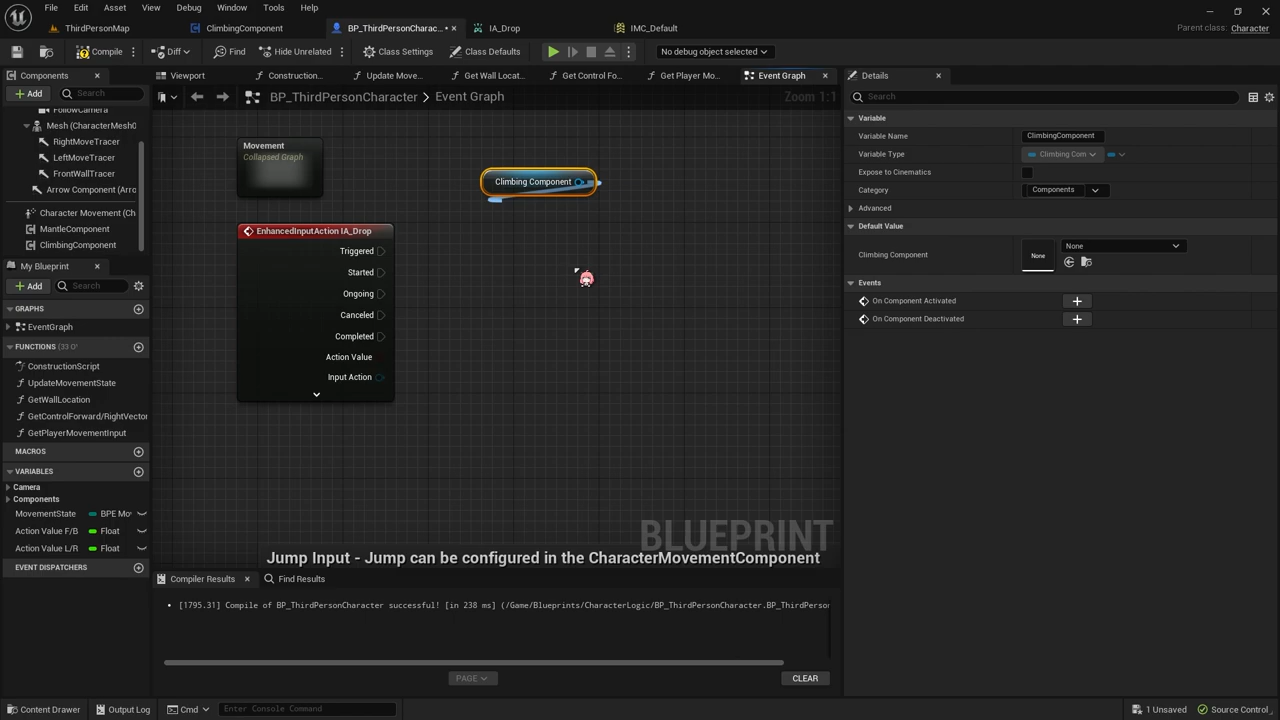 File Edit Asset View Debug Window Tools Help
ThirdPersonMap ClimbingComponent BP_ThirdPersonCharac... • × IA_Drop IMC_Default Parent class: Character
Compile Diff Find Hide Unrelated Class Settings Class Defaults No debug object selected
Components × Viewport Construction... Update Move... Get Wall Locat... Get Control Fo... Get Player Mo... Event Graph × Details ×
+ Add Search BP_ThirdPersonCharacter > Event Graph Zoom 1:1 Search
FollowCamera
Mesh (CharacterMesh0
RightMoveTracer
LeftMoveTracer
FrontWallTracer
Arrow Component (Arro
Character Movement (Ch
MantleComponent
ClimbingComponent
My Blueprint ×
+ Add Search
GRAPHS
EventGraph
FUNCTIONS (33 O
ConstructionScript
UpdateMovementState
GetWallLocation
GetControlForward/RightVector
GetPlayerMovementInput
MACROS
VARIABLES
Camera
Components
MovementState BPE Mo
Action Value F/B Float
Action Value L/R Float
EVENT DISPATCHERS
Movement
Collapsed Graph
Climbing Component
EnhancedInputAction IA_Drop
Triggered
Started
Ongoing
Canceled
Completed
Action Value
Input Action
BLUEPRINT
Jump Input - Jump can be configured in the CharacterMovementComponent
Variable
Variable Name ClimbingComponent
Variable Type Climbing Com
Expose to Cinematics
Category Components
Advanced
Default Value
Climbing Component None None
Events
On Component Activated +
On Component Deactivated +
Compiler Results × Find Results
• [1795.31] Compile of BP_ThirdPersonCharacter successful! [in 238 ms] (/Game/Blueprints/CharacterLogic/BP_ThirdPersonCharacter.BP_ThirdPerson
PAGE CLEAR
Content Drawer Output Log Cmd Enter Console Command 1 Unsaved Source Control